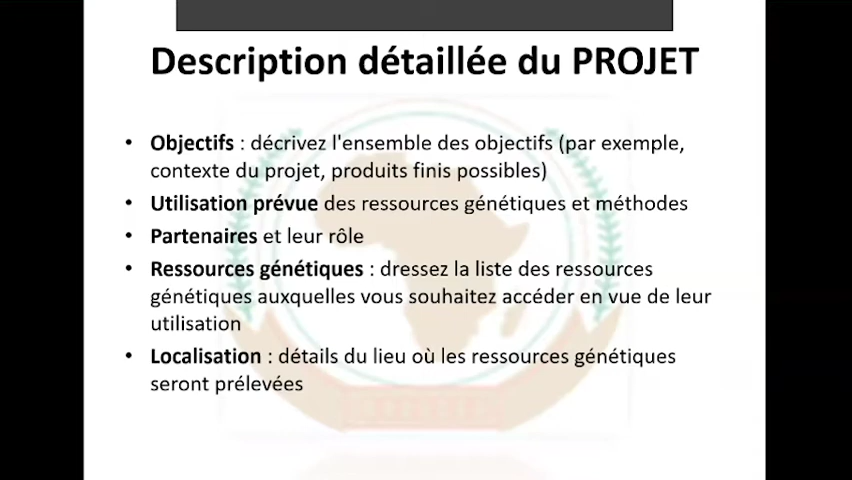 Description détaillée du PROJET
• Objectifs : décrivez l'ensemble des objectifs (par exemple,
contexte du projet, produits finis possibles)
• Utilisation prévue des ressources génétiques et méthodes
• Partenaires et leur rôle
• Ressources génétiques : dressez la liste des ressources
génétiques auxquelles vous souhaitez accéder en vue de leur
utilisation
• Localisation : détails du lieu où les ressources génétiques
seront prélevées